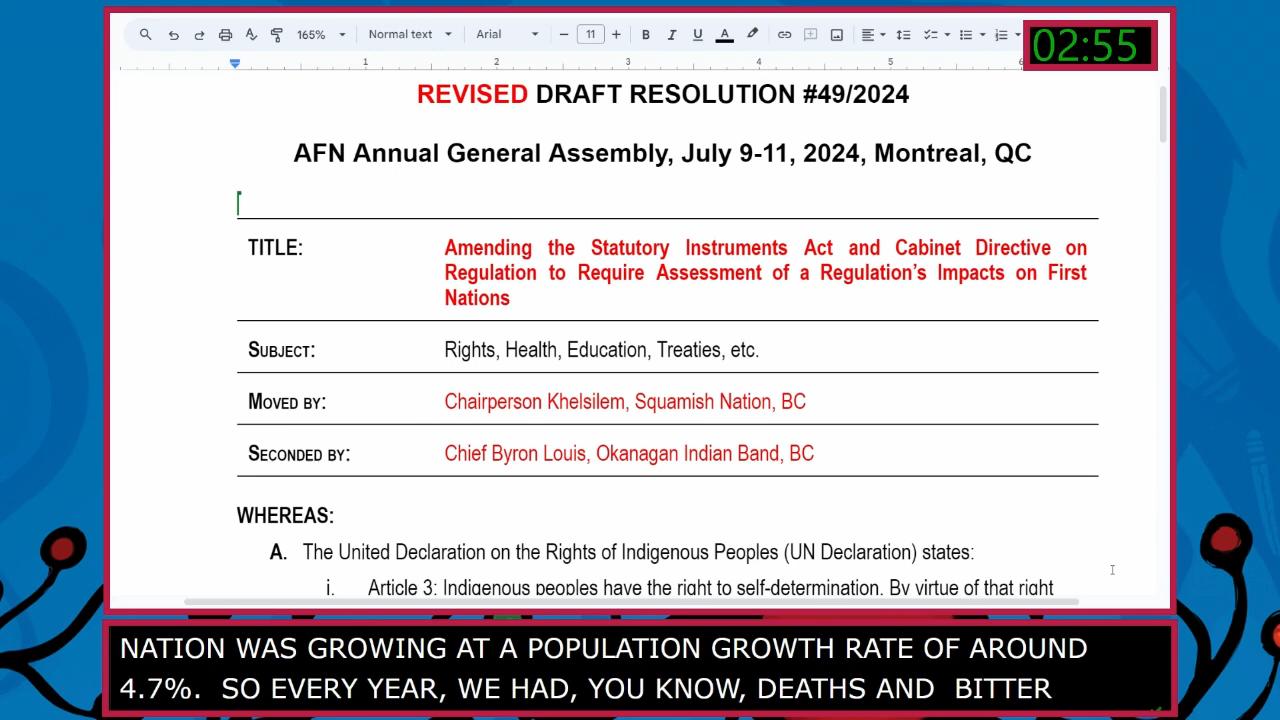 165%
Normal text
Arial
11
B I U A
02:55
1 2 3 4 5
REVISED DRAFT RESOLUTION #49/2024
AFN Annual General Assembly, July 9-11, 2024, Montreal, QC
TITLE: Amending the Statutory Instruments Act and Cabinet Directive on
Regulation to Require Assessment of a Regulation's Impacts on First
Nations
SUBJECT: Rights, Health, Education, Treaties, etc.
MOVED BY: Chairperson Khelsilem, Squamish Nation, BC
SECONDED BY: Chief Byron Louis, Okanagan Indian Band, BC
WHEREAS:
A. The United Declaration on the Rights of Indigenous Peoples (UN Declaration) states:
i. Article 3: Indigenous peoples have the right to self-determination. By virtue of that right
NATION WAS GROWING AT A POPULATION GROWTH RATE OF AROUND
4.7%. SO EVERY YEAR, WE HAD, YOU KNOW, DEATHS AND BITTER